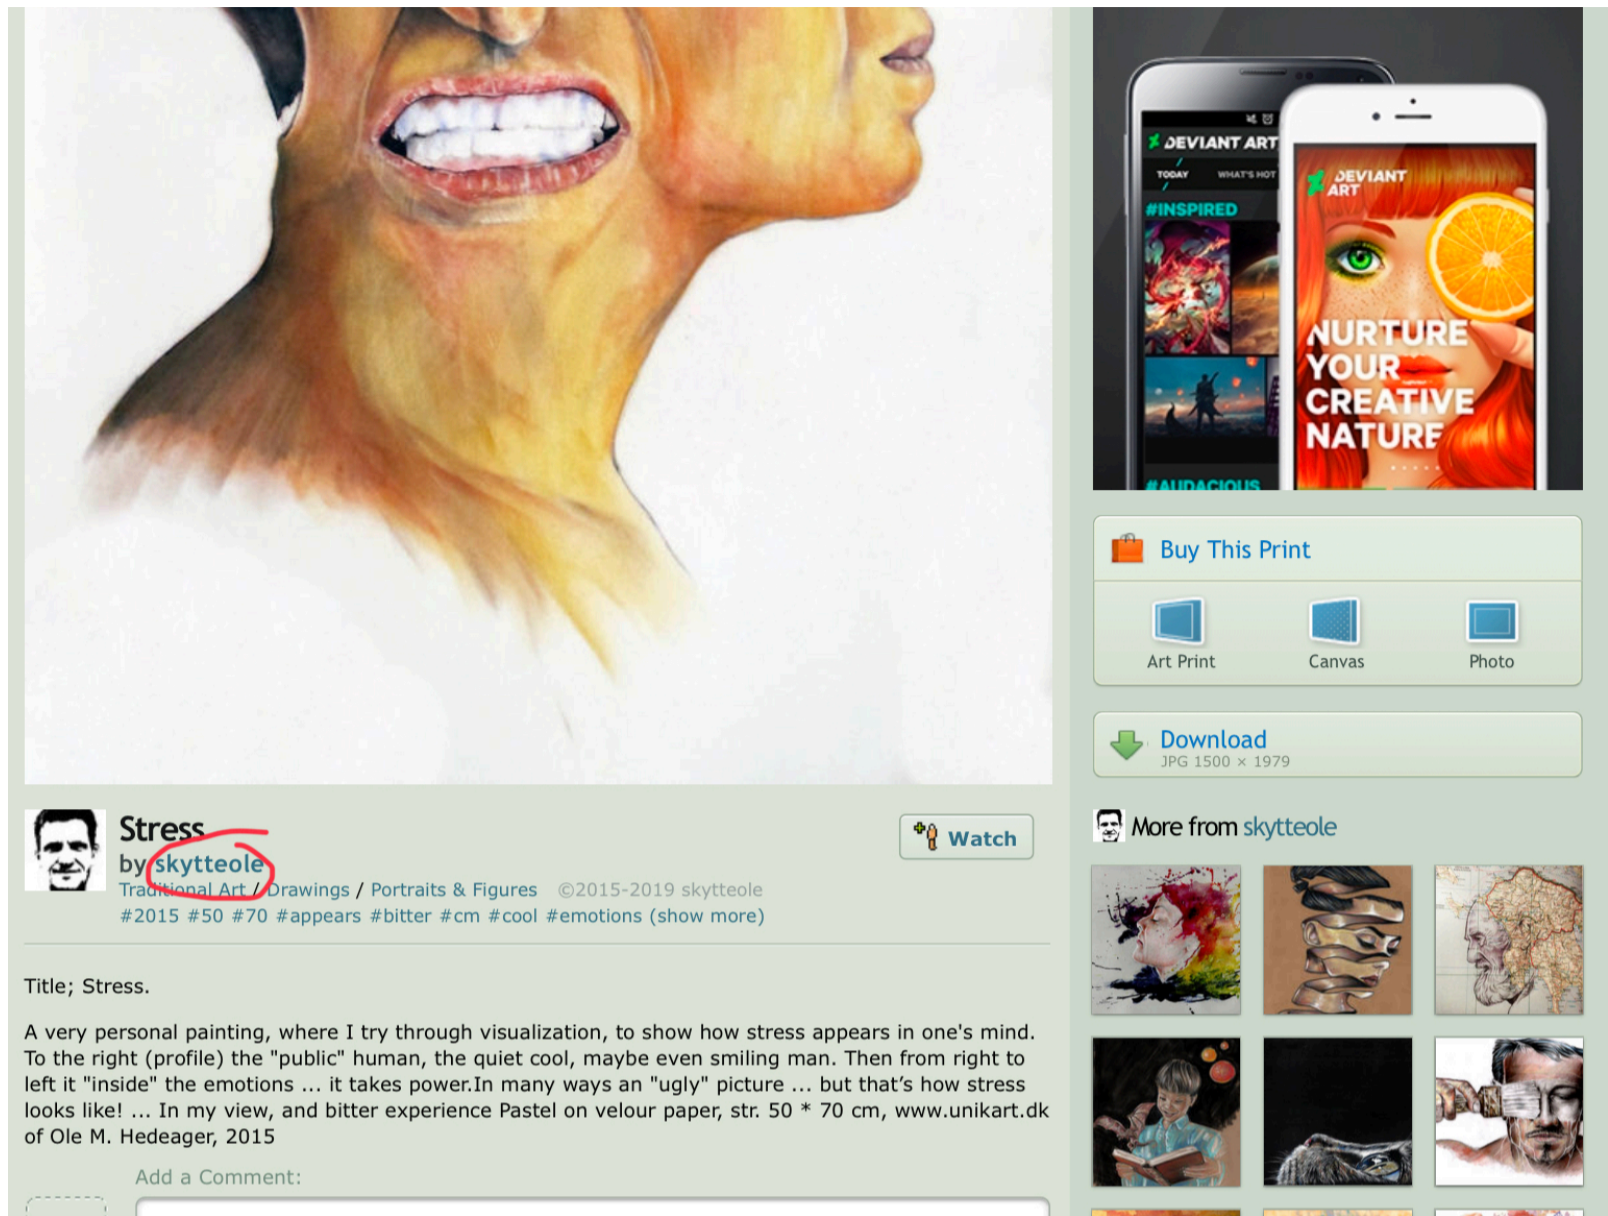 DEVIANT ART
TODAY WHAT'S HOT
#INSPIRED
#AUDACIOUS
DEVIANT
ART
NURTURE
YOUR
CREATIVE
NATURE
Buy This Print
Art Print Canvas Photo
Download
JPG 1500 × 1979
Stress
by skytteole
Watch
Traditional Art / Drawings / Portraits & Figures ©2015-2019 skytteole
#2015 #50 #70 #appears #bitter #cm #cool #emotions (show more)
Title; Stress.
A very personal painting, where I try through visualization, to show how stress appears in one's mind.
To the right (profile) the "public" human, the quiet cool, maybe even smiling man. Then from right to
left it "inside" the emotions ... it takes power.In many ways an "ugly" picture ... but that’s how stress
looks like! ... In my view, and bitter experience Pastel on velour paper, str. 50 * 70 cm, www.unikart.dk
of Ole M. Hedeager, 2015
Add a Comment:
More from skytteole